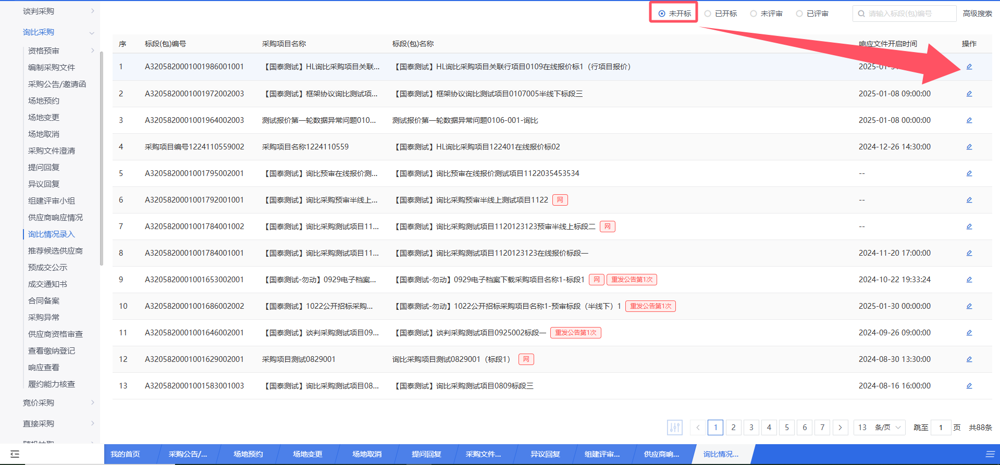 谈判采购
询比采购
资格预审
编制采购文件
采购公告/邀请函
场地预约
场地变更
场地取消
采购文件澄清
提问回复
异议回复
组建评审小组
供应商响应情况
询比情况录入
推荐候选供应商
预成交公示
成交通知书
合同备案
采购异常
供应商资格审查
查看缴纳登记
响应查看
履约能力核查
竞价采购
直接采购
未开标 已开标 未评审 已评审 请输入标段(包)编号 高级搜索
序 标段(包)编号 采购项目名称 标段(包)名称 响应文件开启时间 操作
1 A3205820001001986001001 【国泰测试】HL询比采购项目关联... 【国泰测试】HL询比采购项目关联行项目0109在线报价标1（行项目报价） 2025-01-
2 A3205820001001972002003 【国泰测试】框架协议询比测试项... 【国泰测试】框架协议询比测试项目0107005半线下标段三 2025-01-08 09:00:00
3 A3205820001001964002003 测试报价第一轮数据异常问题010... 测试报价第一轮数据异常问题0106-001-询比 2025-01-08 00:00:00
4 采购项目编号1224110559002 采购项目名称1224110559 【国泰测试】HL询比采购项目122401在线报价标02 2024-12-26 14:30:00
5 A3205820001001795002001 【国泰测试】询比预审在线报价测... 【国泰测试】询比预审在线报价测试项目1122035453534 --
6 A3205820001001792001001 【国泰测试】询比采购预审半线上... 【国泰测试】询比采购预审半线上测试项目1122 网 --
7 A3205820001001784001002 【国泰测试】询比采购测试项目11... 【国泰测试】询比采购测试项目1120123123预审半线上标段二 网 --
8 A3205820001001784001001 【国泰测试】询比采购测试项目11... 【国泰测试】询比采购测试项目1120123123在线报价标段一 2024-11-20 17:00:00
9 A3205820001001653002001 【国泰测试-勿动】0929电子档案... 【国泰测试-勿动】0929电子档案下载采购项目名称1-标段1 网 重发公告第1次 2024-10-22 19:33:24
10 A3205820001001686002002 【国泰测试】1022公开招标采购... 【国泰测试-勿动】1022公开招标采购项目名称1-预审标段（半线下）1 重发公告第1次 2025-01-30 00:00:00
11 A3205820001001646002001 【国泰测试】谈判采购测试项目09... 【国泰测试】谈判采购测试项目0925002标段一 重发公告第1次 2024-09-26 09:00:00
12 A3205820001001629002001 采购项目测试0829001 询比采购项目测试0829001（标段1） 网 2024-08-30 13:30:00
13 A3205820001001583001003 【国泰测试】询比采购测试项目08... 【国泰测试】询比采购测试项目0809标段三 2024-08-16 16:00:00
1 2 3 4 5 6 7 13 条/页 跳至 1 页 共88条
我的首页 采购公告/... 场地预约 场地变更 场地取消 提问回复 采购文件... 异议回复 组建评审... 供应商响... 询比情况...